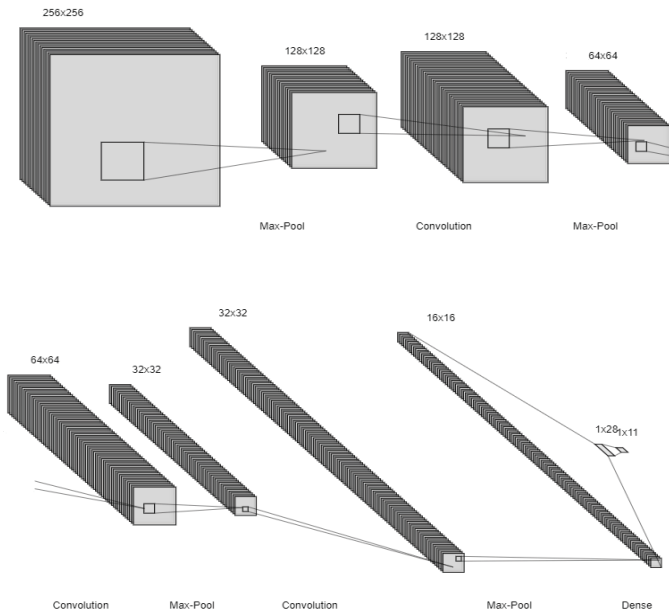 256x256
128x128
128x128
64x64
Max-Pool
Convolution
Max-Pool
64x64
32x32
32x32
16x16
1x28
1x11
Convolution
Max-Pool
Convolution
Max-Pool
Dense